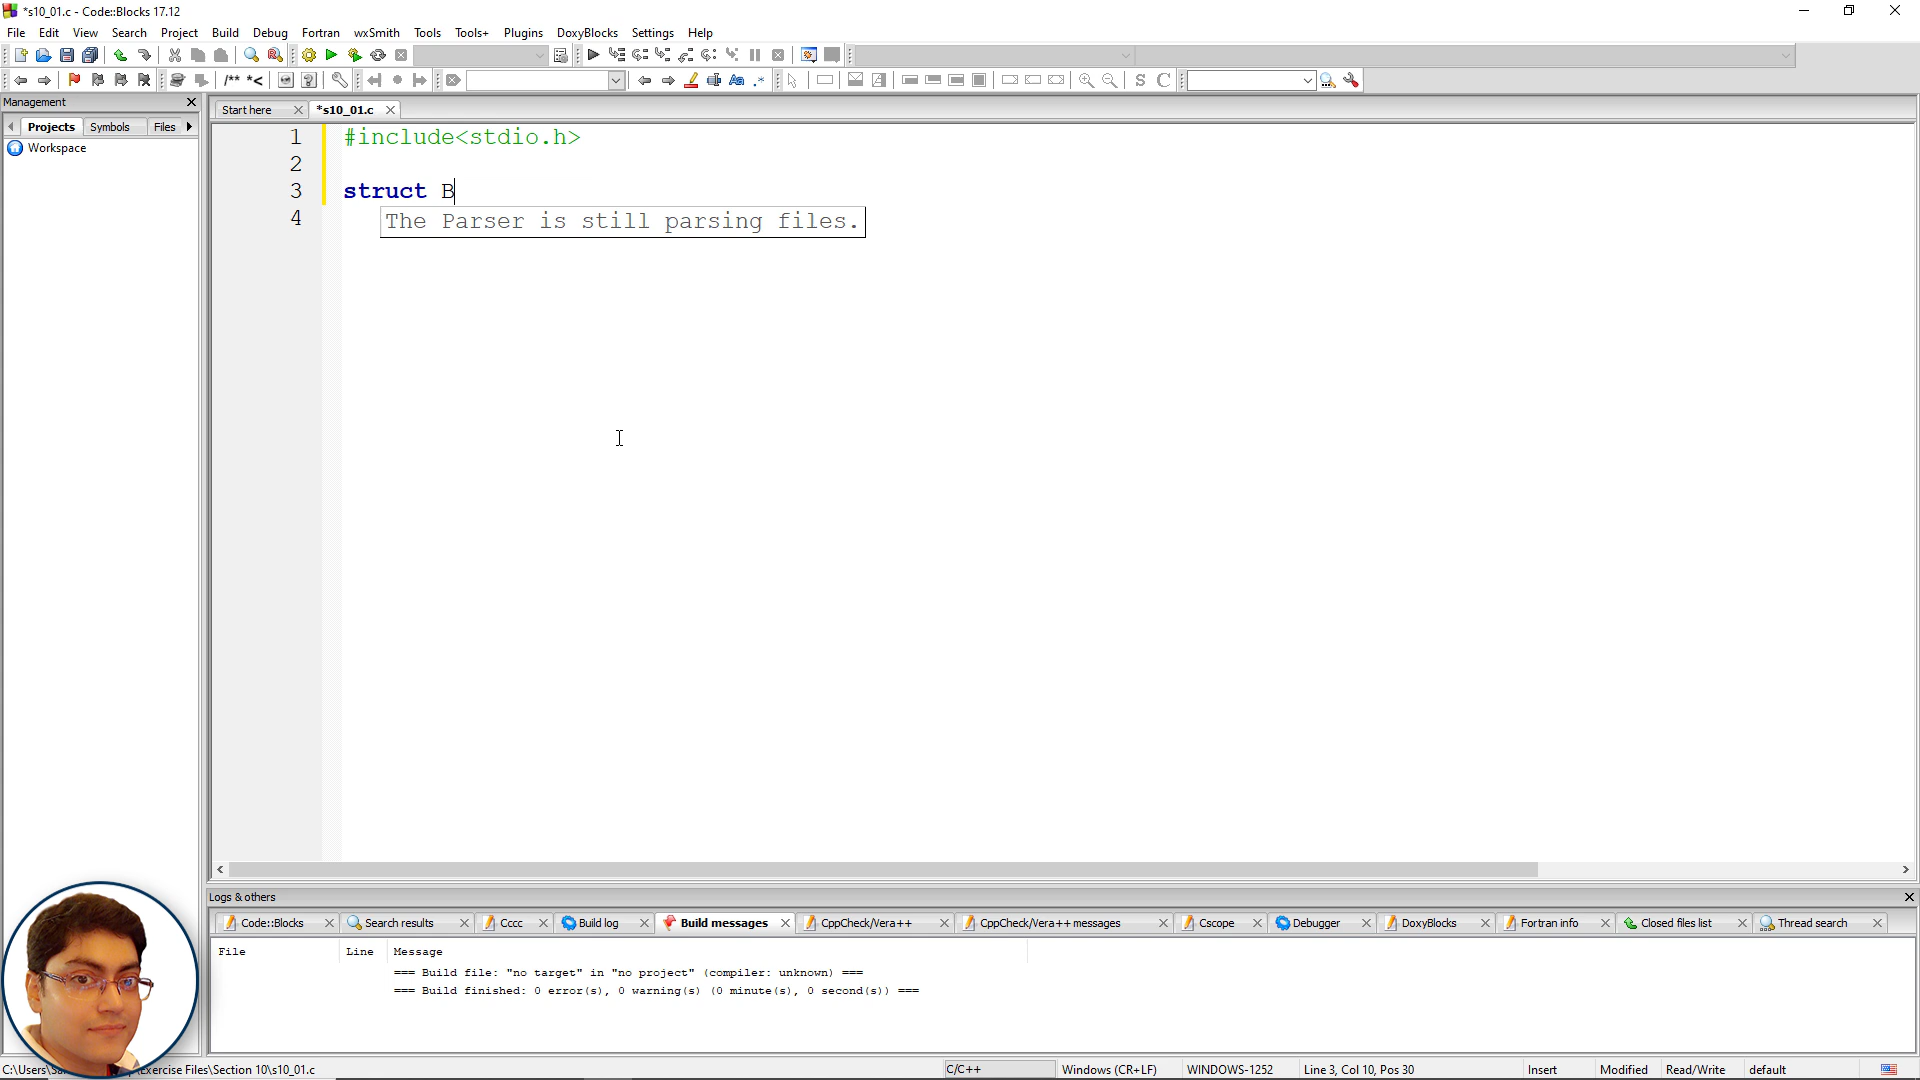 *s10_01.c - Code::Blocks 17.12
File Edit View Search Project Build Debug Fortran wxSmith Tools Tools+ Plugins DoxyBlocks Settings Help
/** *<
Management
Projects Symbols Files
Workspace
Start here *s10_01.c
1 #include<stdio.h>
2
3 struct B
4
The Parser is still parsing files.
Logs & others
Code::Blocks Search results Cccc Build log Build messages CppCheck/Vera++ CppCheck/Vera++ messages Cscope Debugger DoxyBlocks Fortran info Closed files list Thread search
File Line Message
=== Build file: "no target" in "no project" (compiler: unknown) ===
=== Build finished: 0 error(s), 0 warning(s) (0 minute(s), 0 second(s)) ===
Exercise Files\Section 10\s10_01.c C/C++ Windows (CR+LF) WINDOWS-1252 Line 3, Col 10, Pos 30 Insert Modified Read/Write default